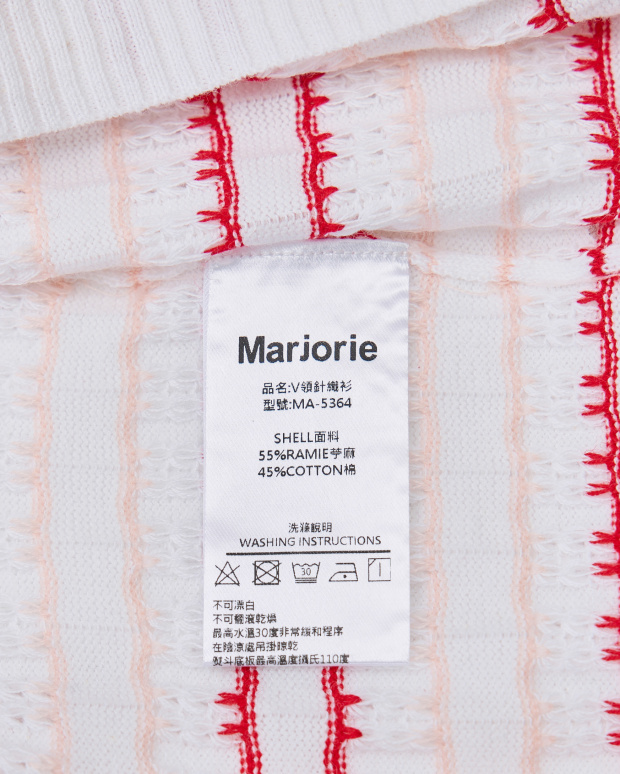 Marjorie
品名:V領針織衫
型號:MA-5364
SHELL面料
55%RAMIE苧麻
45%COTTON棉
洗滌說明
WASHING INSTRUCTIONS
30
不可漂白
不可翻滾乾燥
最高水溫30度非常緩和程序
在陰涼處吊掛晾乾
熨斗底板最高溫度攝氏110度